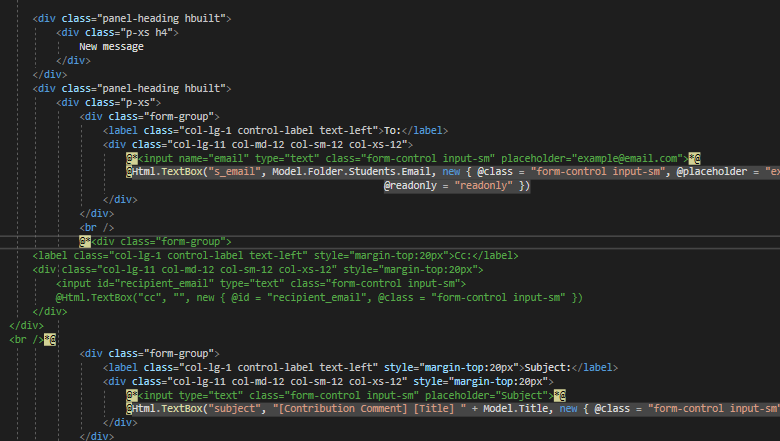 <div class="panel-heading hbuilt">
<div class="p-xs h4">
New message
</div>
</div>
<div class="panel-heading hbuilt">
<div class="p-xs">
<div class="form-group">
<label class="col-lg-1 control-label text-left">To:</label>
<div class="col-lg-11 col-md-12 col-sm-12 col-xs-12">
@*<input name="email" type="text" class="form-control input-sm" placeholder="example@email.com">*@
@Html.TextBox("s_email", Model.Folder.Students.Email, new { @class = "form-control input-sm", @placeholder = "ex
@readonly = "readonly" })
</div>
</div>
<br />
@*<div class="form-group">
<label class="col-lg-1 control-label text-left" style="margin-top:20px">Cc:</label>
<div class="col-lg-11 col-md-12 col-sm-12 col-xs-12" style="margin-top:20px">
<input id="recipient_email" type="text" class="form-control input-sm">
@Html.TextBox("cc", "", new { @id = "recipient_email", @class = "form-control input-sm" })
</div>
</div>
<br />*@
<div class="form-group">
<label class="col-lg-1 control-label text-left" style="margin-top:20px">Subject:</label>
<div class="col-lg-11 col-md-12 col-sm-12 col-xs-12" style="margin-top:20px">
@*<input type="text" class="form-control input-sm" placeholder="Subject">*@
@Html.TextBox("subject", "[Contribution Comment] [Title] " + Model.Title, new { @class = "form-control input-sm"
</div>
</div>